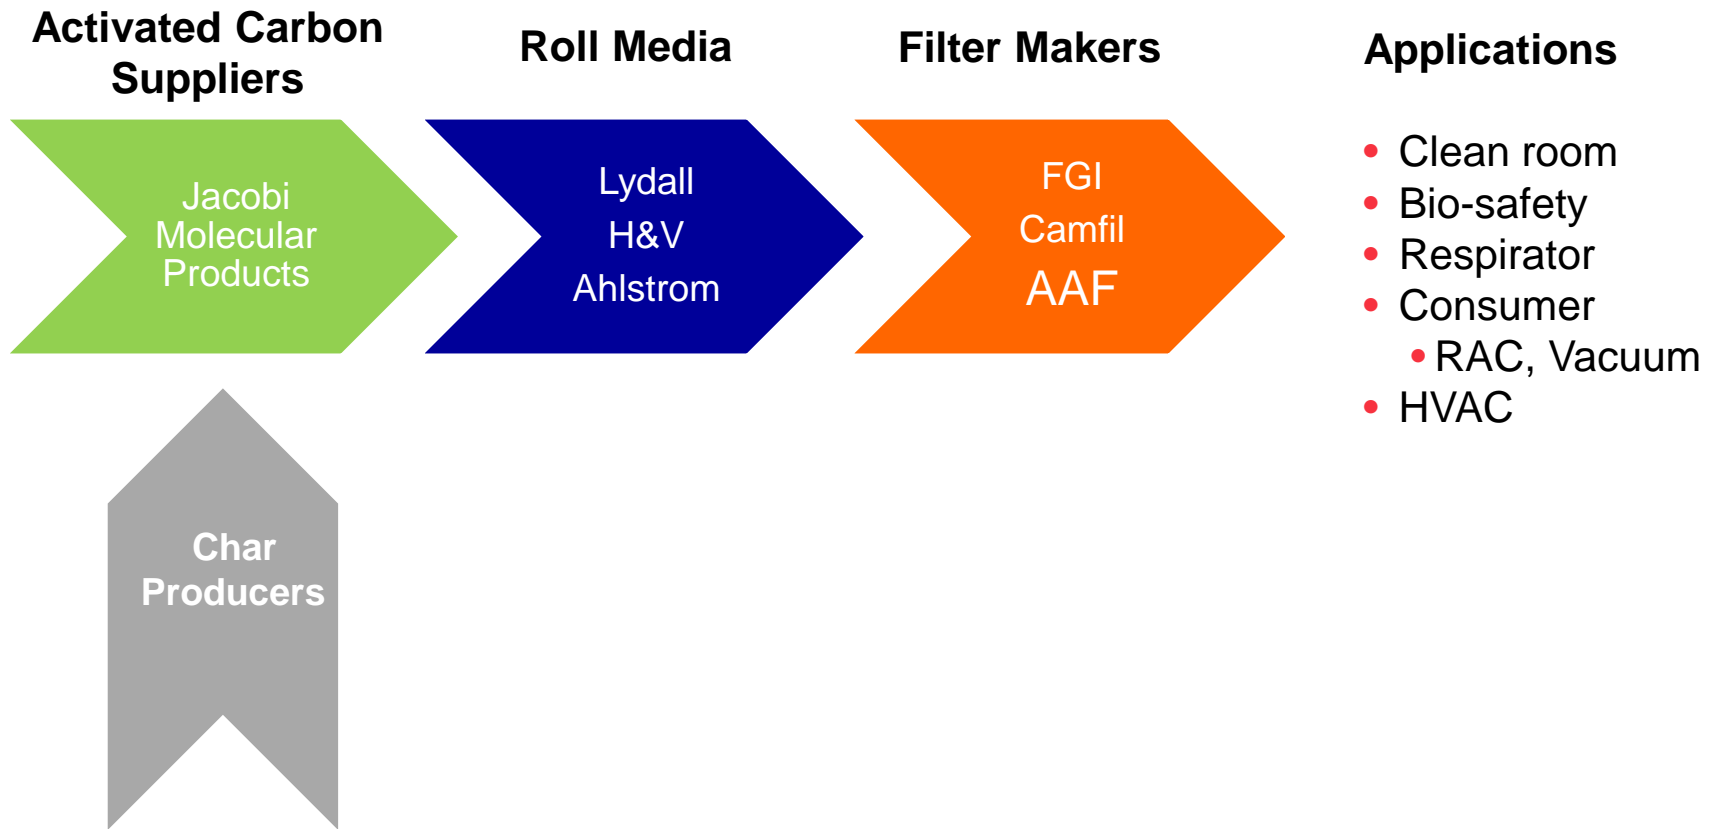 Activated Carbon
Suppliers
Roll Media
Filter Makers
Applications
Jacobi
Molecular
Products
Lydall
H&V
Ahlstrom
FGI
Camfil
AAF
• Clean room
• Bio-safety
• Respirator
• Consumer
• RAC, Vacuum
• HVAC
Char
Producers